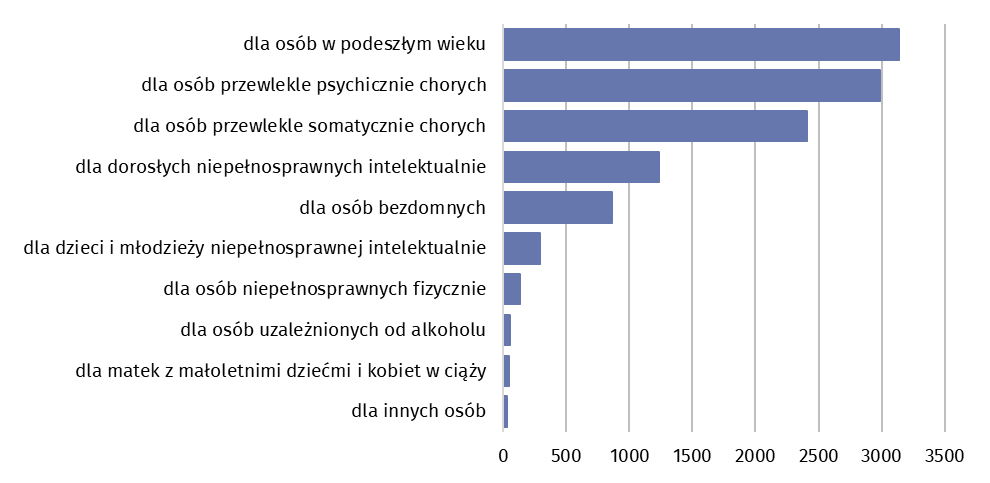 dla osób w podeszłym wieku
dla osób przewlekle psychicznie chorych
dla osób przewlekle somatycznie chorych
dla dorosłych niepełnosprawnych intelektualnie
dla osób bezdomnych
dla dzieci i młodzieży niepełnosprawnej intelektualnie
dla osób niepełnosprawnych fizycznie
dla osób uzależnionych od alkoholu
dla matek z małoletnimi dziećmi i kobiet w ciąży
dla innych osób
0 500 1000 1500 2000 2500 3000 3500